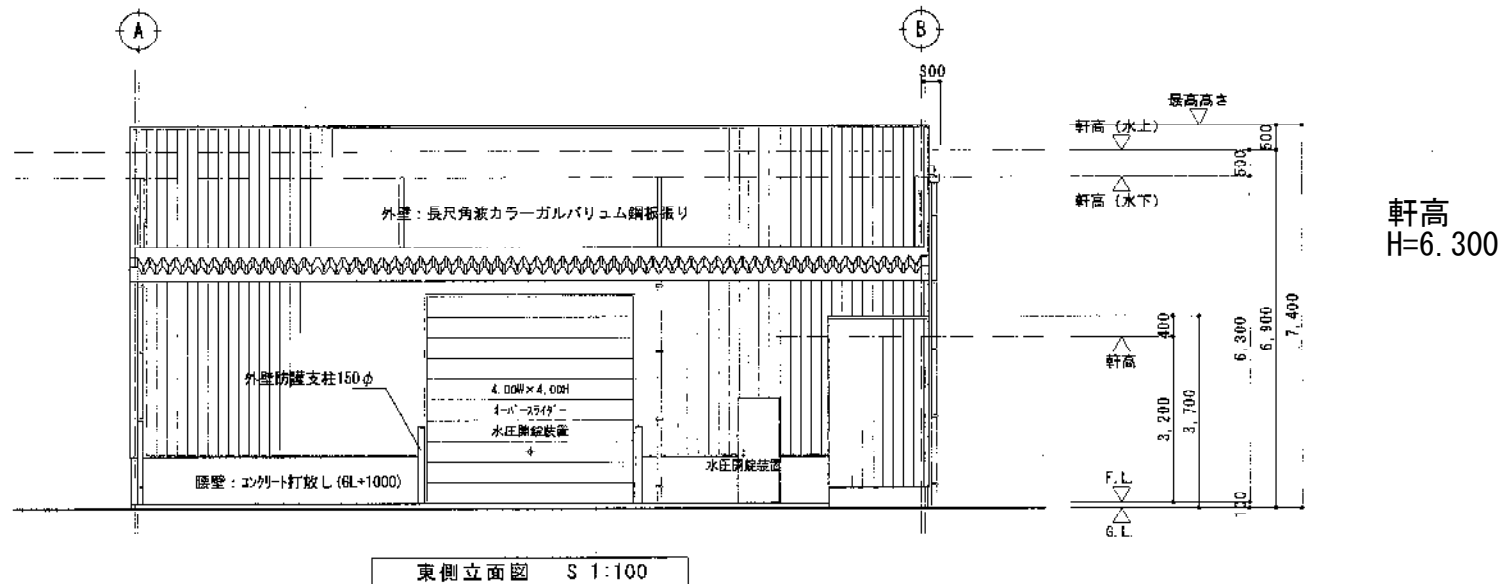 A
B
300
最高高さ
軒高 (水上)
500
500
軒高 (水下)
外壁：長尺角波カラーガルバリュム鋼板張り
軒高
H=6.300
400
6,300
6,900
7,400
軒高
外壁防護支柱150φ
4.00W×4.00H
オーバースライダー
水圧開錠装置
3,200
3,700
水圧開錠装置
腰壁：コンクリート打放し (GL+1000)
F.L.
100
G.L.
東側立面図 S 1:100